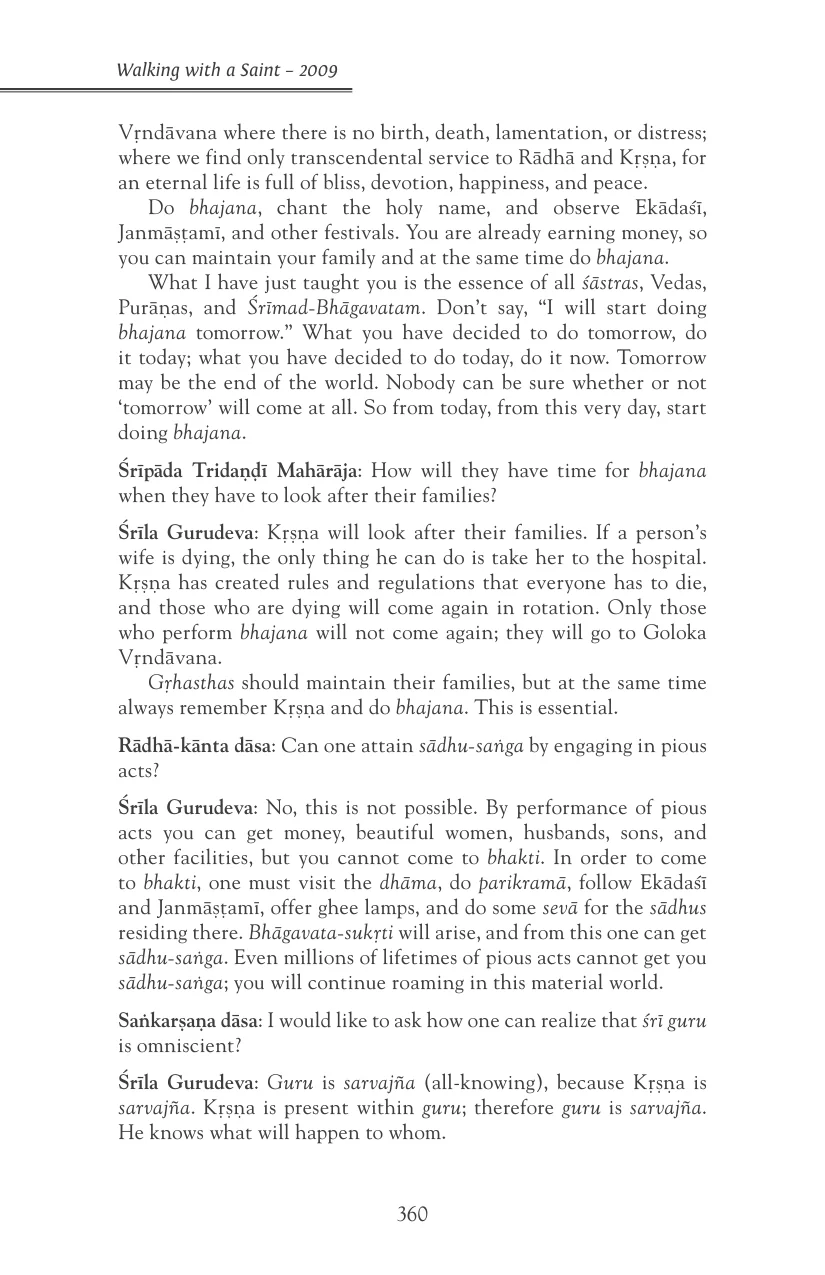 Walking with a Saint – 2009
Vṛndāvana where there is no birth, death, lamentation, or distress;
where we find only transcendental service to Rādhā and Kṛṣṇa, for
an eternal life is full of bliss, devotion, happiness, and peace.
Do bhajana, chant the holy name, and observe Ekādaśī,
Janmāṣṭamī, and other festivals. You are already earning money, so
you can maintain your family and at the same time do bhajana.
What I have just taught you is the essence of all śāstras, Vedas,
Purāṇas, and Śrīmad-Bhāgavatam. Don’t say, “I will start doing
bhajana tomorrow.” What you have decided to do tomorrow, do
it today; what you have decided to do today, do it now. Tomorrow
may be the end of the world. Nobody can be sure whether or not
‘tomorrow’ will come at all. So from today, from this very day, start
doing bhajana.
Śrīpāda Tridaṇḍī Mahārāja: How will they have time for bhajana
when they have to look after their families?
Śrīla Gurudeva: Kṛṣṇa will look after their families. If a person’s
wife is dying, the only thing he can do is take her to the hospital.
Kṛṣṇa has created rules and regulations that everyone has to die,
and those who are dying will come again in rotation. Only those
who perform bhajana will not come again; they will go to Goloka
Vṛndāvana.
Gṛhasthas should maintain their families, but at the same time
always remember Kṛṣṇa and do bhajana. This is essential.
Rādhā-kānta dāsa: Can one attain sādhu-saṅga by engaging in pious
acts?
Śrīla Gurudeva: No, this is not possible. By performance of pious
acts you can get money, beautiful women, husbands, sons, and
other facilities, but you cannot come to bhakti. In order to come
to bhakti, one must visit the dhāma, do parikramā, follow Ekādaśī
and Janmāṣṭamī, offer ghee lamps, and do some sevā for the sādhus
residing there. Bhāgavata-sukṛti will arise, and from this one can get
sādhu-saṅga. Even millions of lifetimes of pious acts cannot get you
sādhu-saṅga; you will continue roaming in this material world.
Saṅkarṣaṇa dāsa: I would like to ask how one can realize that śrī guru
is omniscient?
Śrīla Gurudeva: Guru is sarvajña (all-knowing), because Kṛṣṇa is
sarvajña. Kṛṣṇa is present within guru; therefore guru is sarvajña.
He knows what will happen to whom.
360